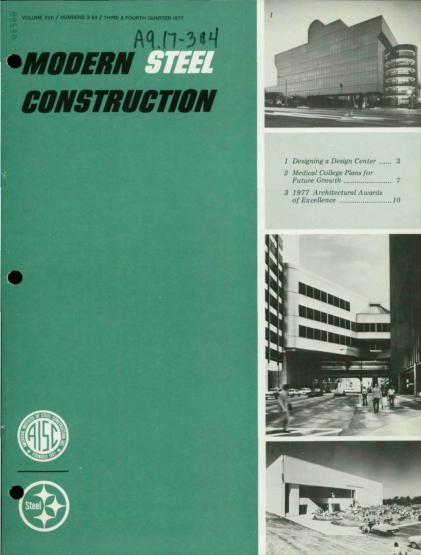 VOLUME XVII / NUMBERS 3 & 4 / THIRD & FOURTH QUARTER 1977
A9.17-3&4
MODERN STEEL
CONSTRUCTION
1
1 Designing a Design Center ...... 3
2 Medical College Plans for
Future Growth ...................... 7
3 1977 Architectural Awards
of Excellence ......................10
AISC
Steel